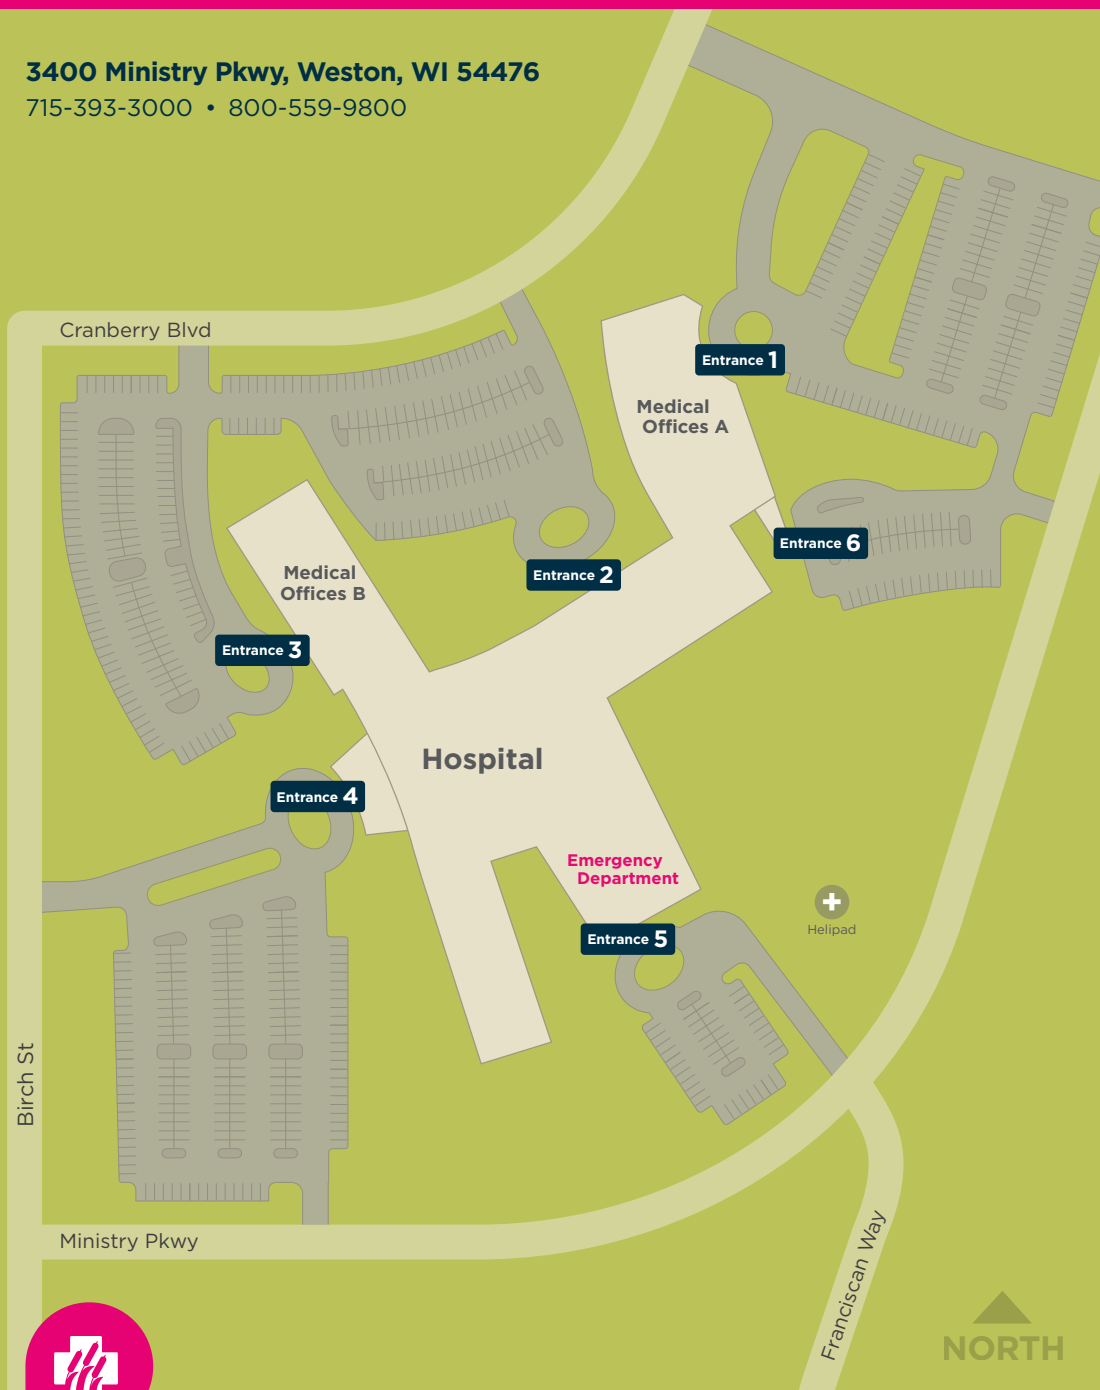 3400 Ministry Pkwy, Weston, WI 54476
715-393-3000 • 800-559-9800
Cranberry Blvd
Entrance 1
Medical
Offices A
Entrance 6
Entrance 2
Medical
Offices B
Entrance 3
Hospital
Entrance 4
Emergency
Department
Helipad
Entrance 5
Birch St
Ministry Pkwy
Franciscan Way
NORTH